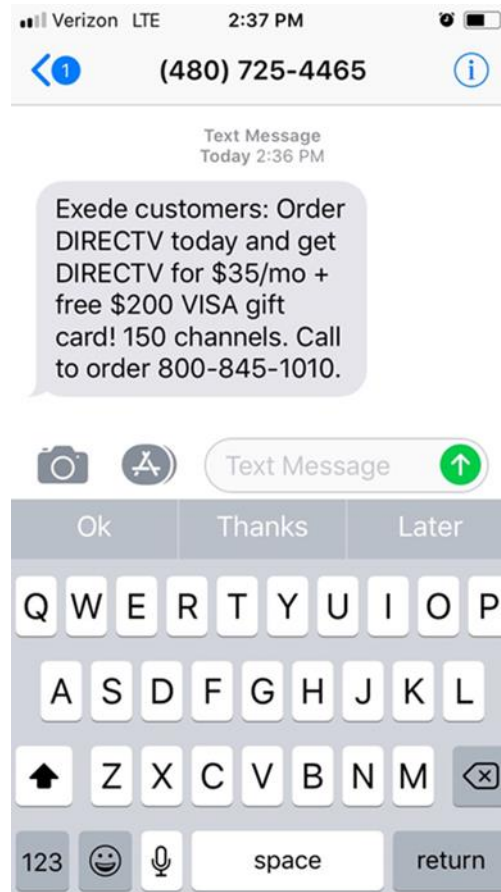 Verizon LTE 2:37 PM
1 (480) 725-4465 i
Text Message
Today 2:36 PM
Exede customers: Order
DIRECTV today and get
DIRECTV for $35/mo +
free $200 VISA gift
card! 150 channels. Call
to order 800-845-1010.
Text Message
Ok Thanks Later
Q W E R T Y U I O P
A S D F G H J K L
Z X C V B N M
123 space return